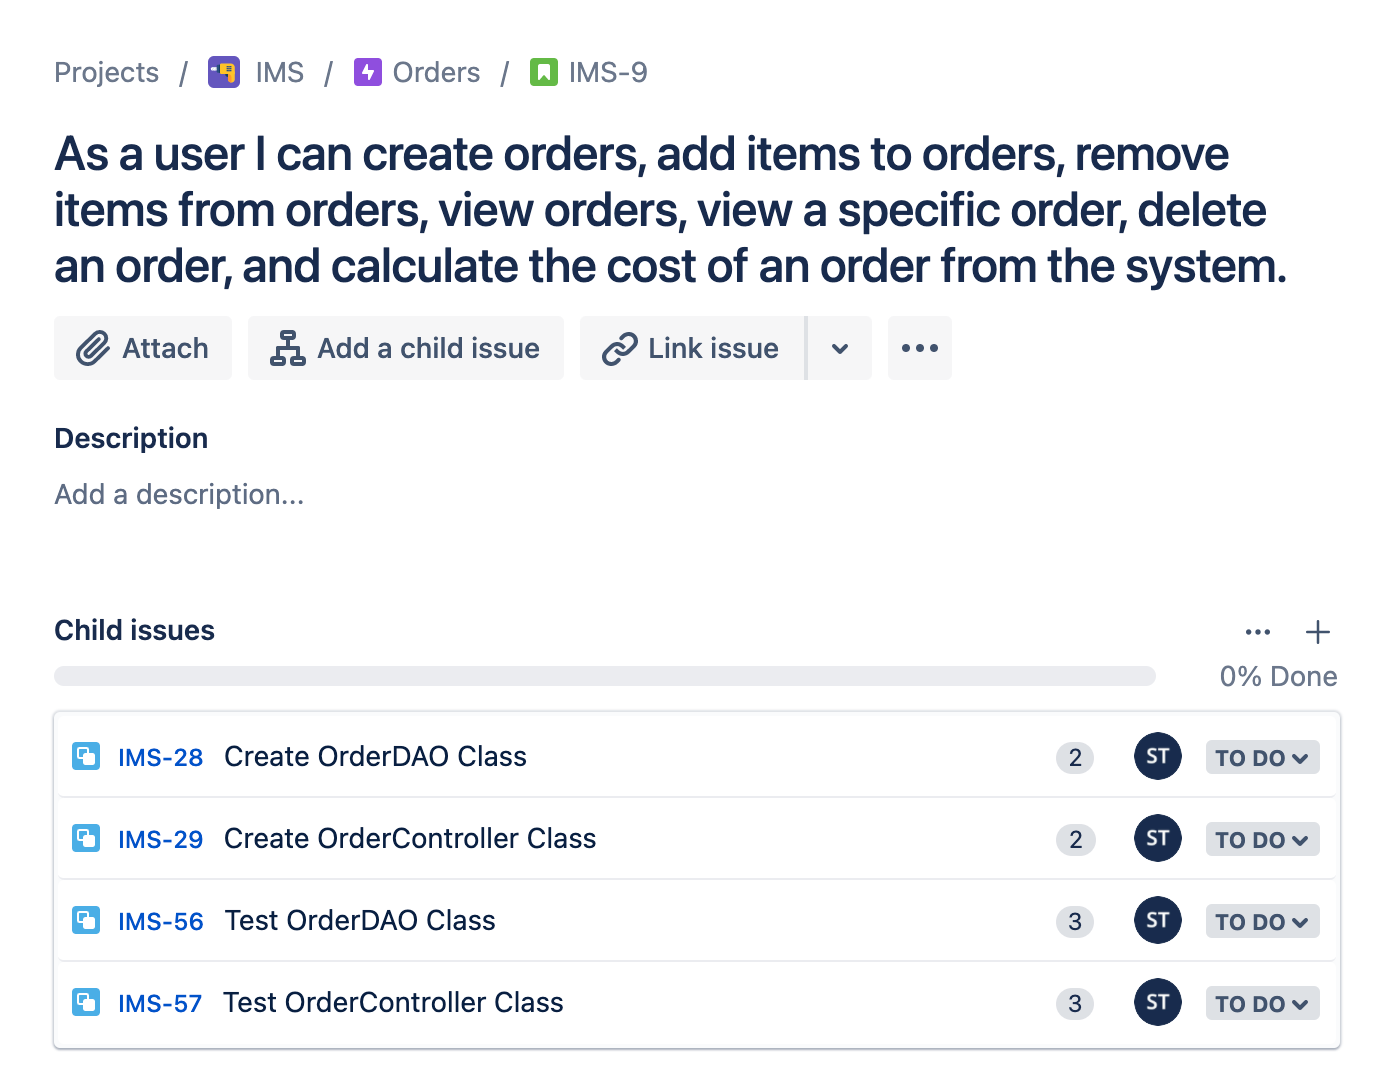 Projects / IMS / Orders / IMS-9
As a user I can create orders, add items to orders, remove
items from orders, view orders, view a specific order, delete
an order, and calculate the cost of an order from the system.
Attach Add a child issue Link issue
Description
Add a description...
Child issues
0% Done
IMS-28 Create OrderDAO Class 2 ST TO DO
IMS-29 Create OrderController Class 2 ST TO DO
IMS-56 Test OrderDAO Class 3 ST TO DO
IMS-57 Test OrderController Class 3 ST TO DO